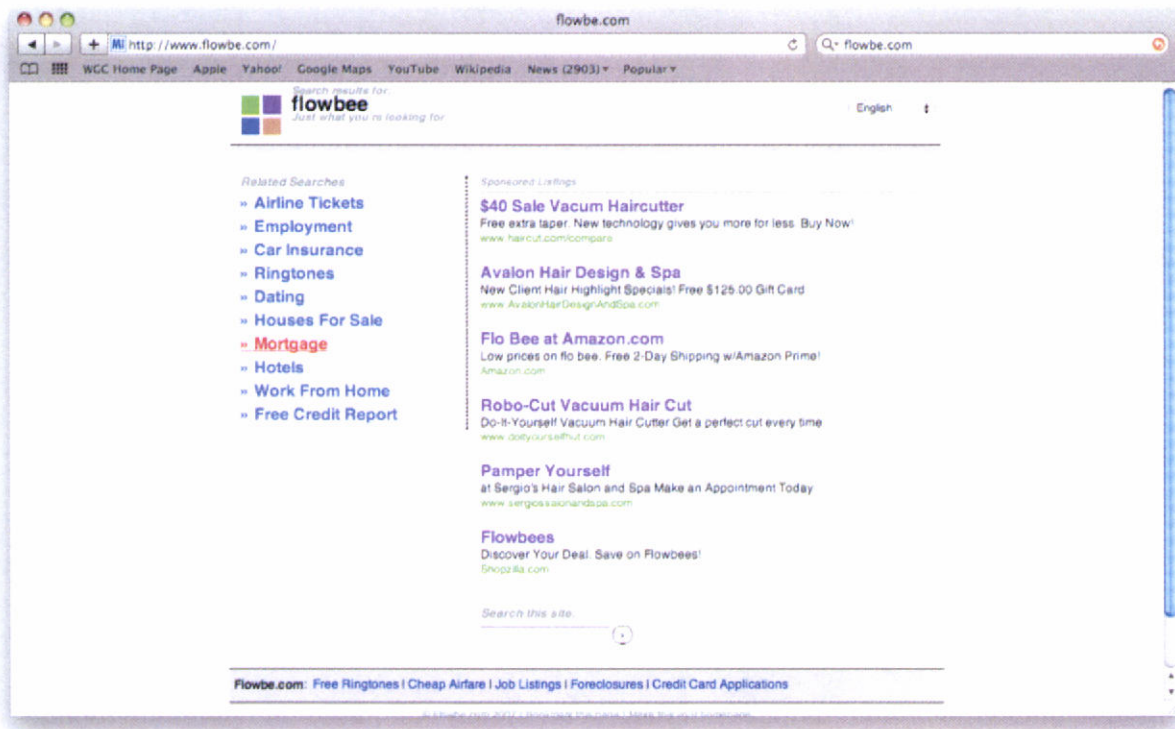 flowbe.com
http://www.flowbe.com/
flowbe.com
WGC Home Page Apple Yahoo! Google Maps YouTube Wikipedia News (2903) Popular
Search results for:
flowbee
Just what you're looking for
English
Related Searches
» Airline Tickets
» Employment
» Car Insurance
» Ringtones
» Dating
» Houses For Sale
» Mortgage
» Hotels
» Work From Home
» Free Credit Report
Sponsored Listings
$40 Sale Vacum Haircutter
Free extra taper. New technology gives you more for less. Buy Now!
www.haircut.com/compare
Avalon Hair Design & Spa
New Client Hair Highlight Specials! Free $125.00 Gift Card
www.AvalonHairDesignAndSpa.com
Flo Bee at Amazon.com
Low prices on flo bee. Free 2-Day Shipping w/Amazon Prime!
Amazon.com
Robo-Cut Vacuum Hair Cut
Do-It-Yourself Vacuum Hair Cutter Get a perfect cut every time
Pamper Yourself
at Sergio's Hair Salon and Spa Make an Appointment Today
www.sergiossalonandspa.com
Flowbees
Discover Your Deal. Save on Flowbees!
Shopzilla.com
Search this site:
Flowbe.com: Free Ringtones | Cheap Airfare | Job Listings | Foreclosures | Credit Card Applications